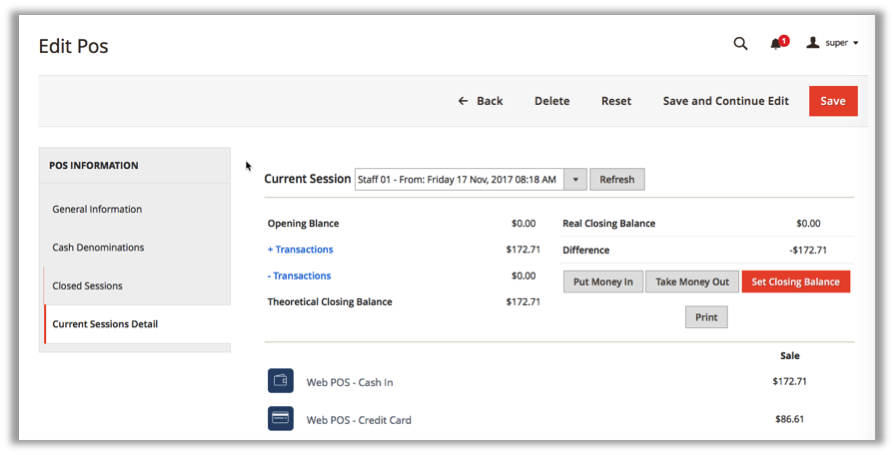 Edit Pos
1
super
← Back
Delete
Reset
Save and Continue Edit
Save
POS INFORMATION
General Information
Cash Denominations
Closed Sessions
Current Sessions Detail
Current Session
Staff 01 - From: Friday 17 Nov, 2017 08:18 AM
Refresh
Opening Blance $0.00
+ Transactions $172.71
- Transactions $0.00
Theoretical Closing Balance $172.71
Real Closing Balance $0.00
Difference -$172.71
Put Money In
Take Money Out
Set Closing Balance
Print
Sale
Web POS - Cash In $172.71
Web POS - Credit Card $86.61